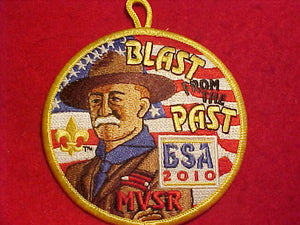 BLAST
FROM THE
PAST
BSA
2010
TM
MVSR